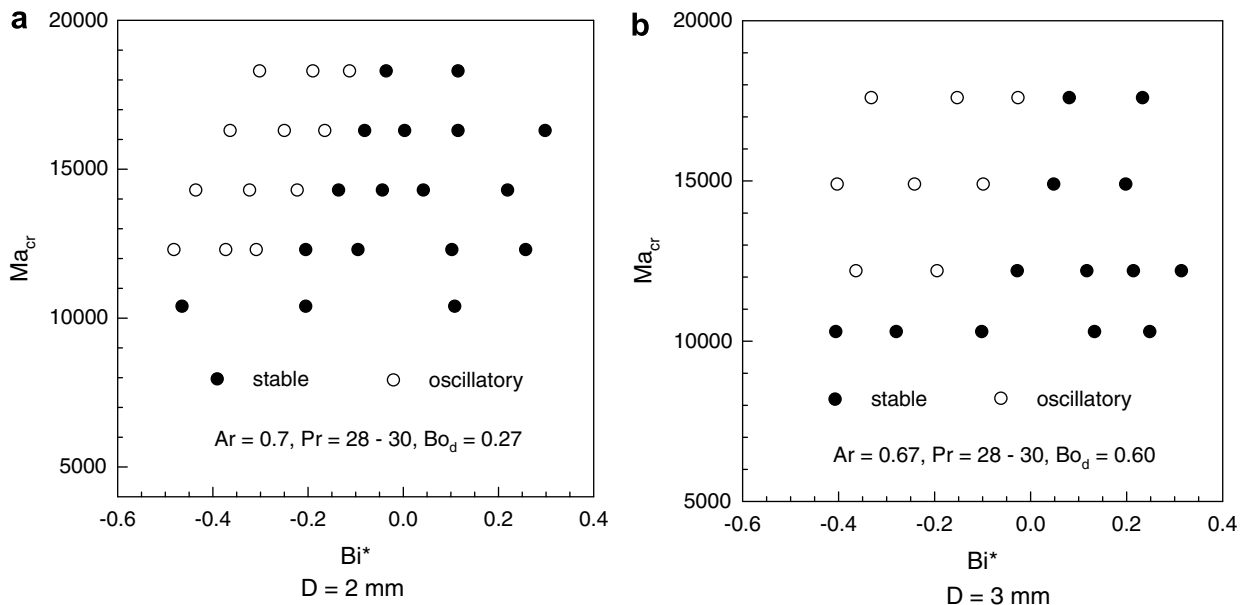 a
20000
15000
10000
5000
Ma_cr
stable
oscillatory
Ar = 0.7, Pr = 28 - 30, Bo_d = 0.27
-0.6 -0.4 -0.2 0.0 0.2 0.4
Bi*
D = 2 mm
b
20000
15000
10000
5000
Ma_cr
stable
oscillatory
Ar = 0.67, Pr = 28 - 30, Bo_d = 0.60
-0.6 -0.4 -0.2 0.0 0.2 0.4
Bi*
D = 3 mm